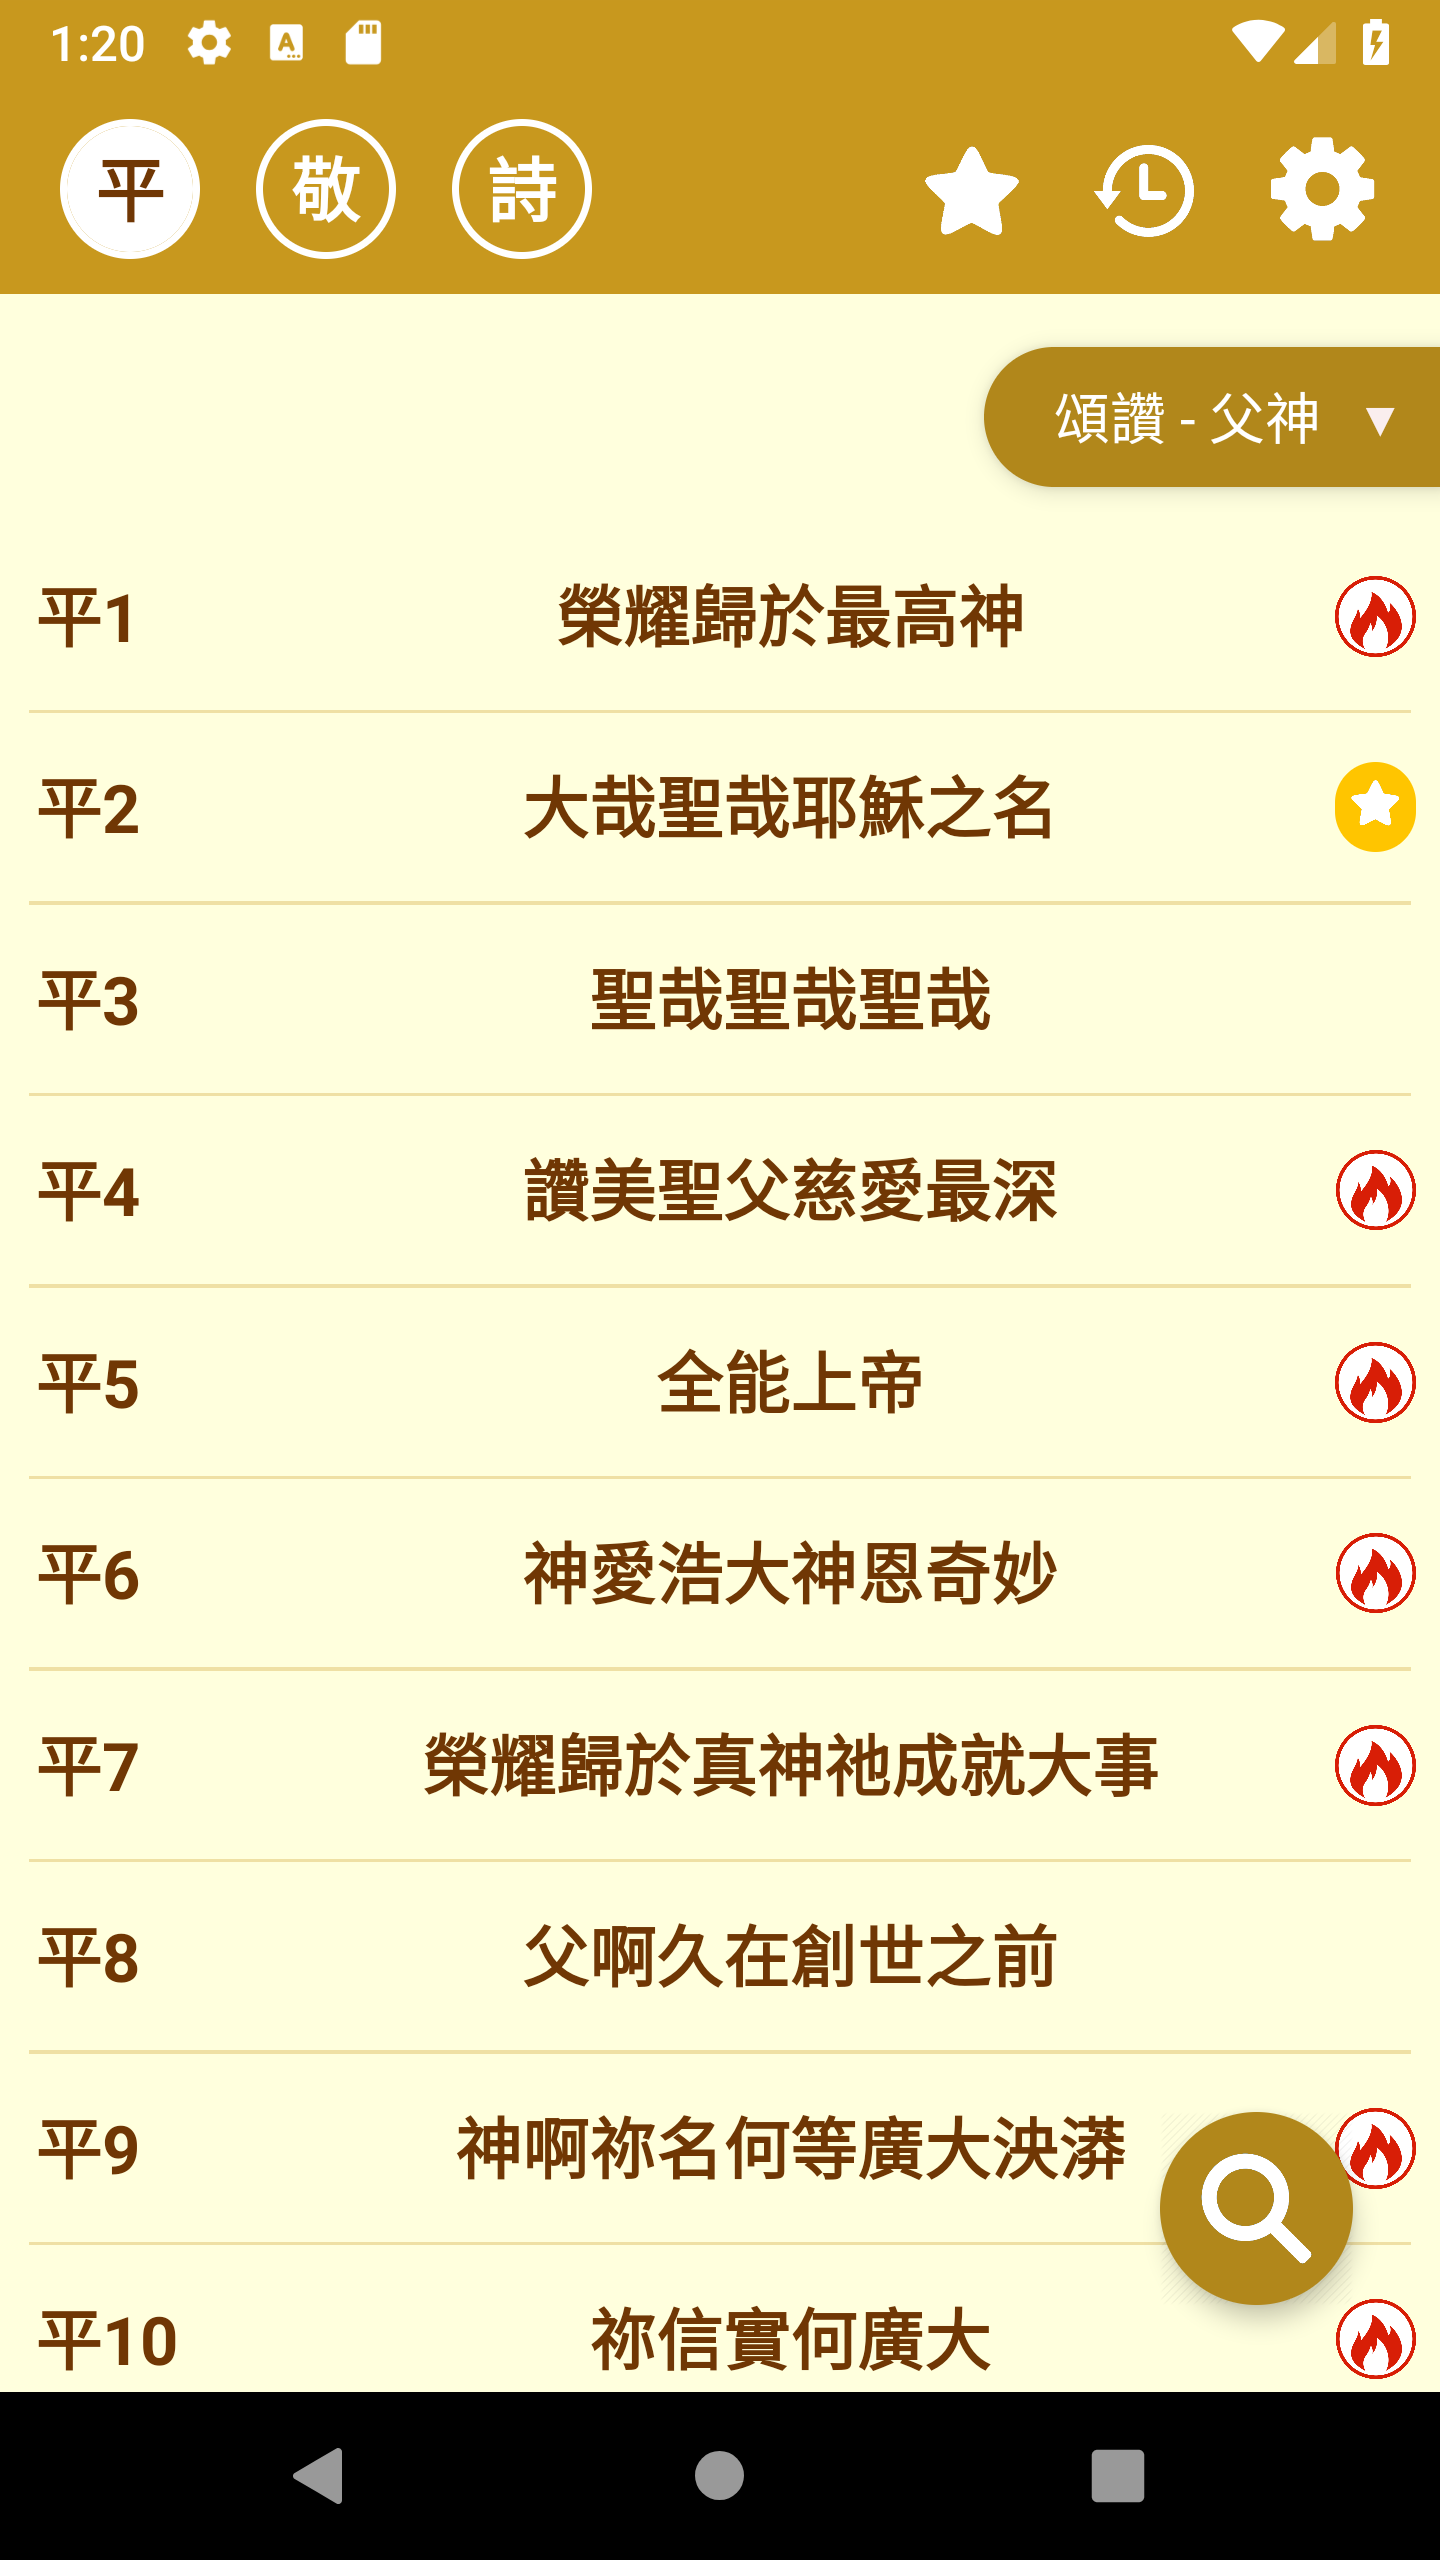 1:20
平 敬 詩
頌讚 - 父神 ▼
平1 榮耀歸於最高神
平2 大哉聖哉耶穌之名
平3 聖哉聖哉聖哉
平4 讚美聖父慈愛最深
平5 全能上帝
平6 神愛浩大神恩奇妙
平7 榮耀歸於真神祂成就大事
平8 父啊久在創世之前
平9 神啊祢名何等廣大泱漭
平10 祢信實何廣大